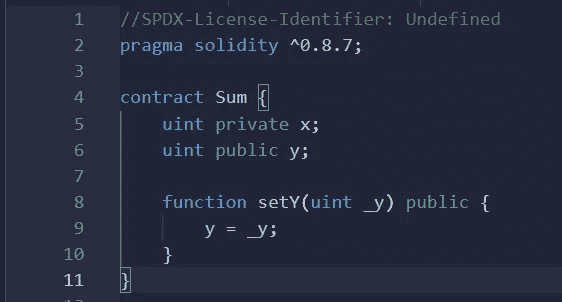 1 //SPDX-License-Identifier: Undefined
2 pragma solidity ^0.8.7;
3
4 contract Sum {
5     uint private x;
6     uint public y;
7
8     function setY(uint _y) public {
9         y = _y;
10     }
11 }